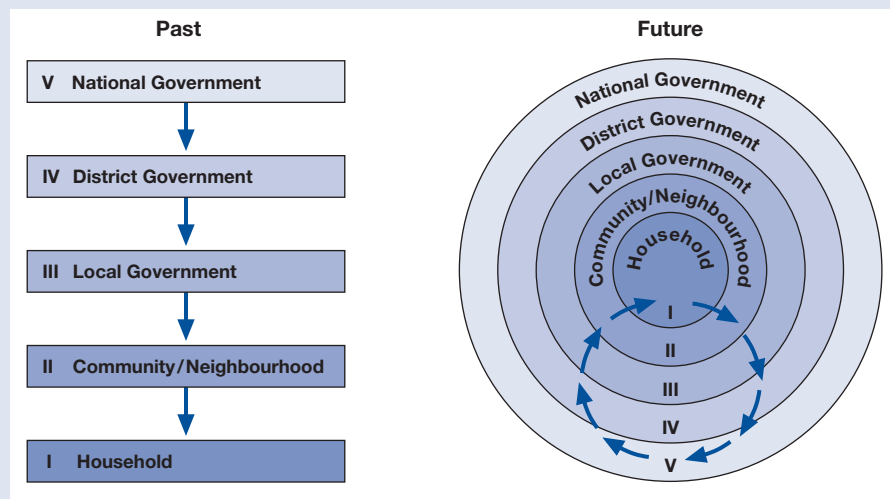 Past
V National Government
IV District Government
III Local Government
II Community/Neighbourhood
I Household
Future
National Government
District Government
Local Government
Community/Neighbourhood
Household
I
II
III
IV
V